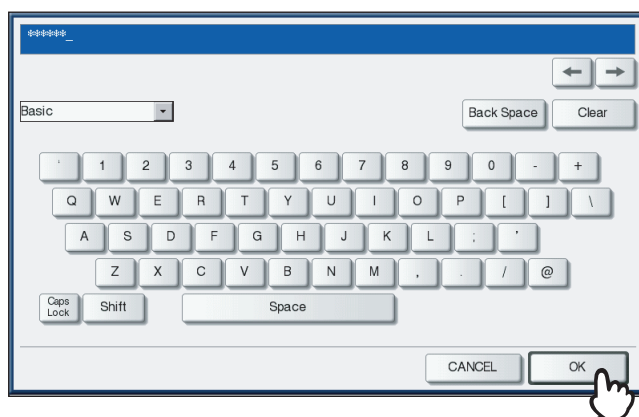 ******_
← →
Basic Back Space Clear
` 1 2 3 4 5 6 7 8 9 0 - +
Q W E R T Y U I O P [ ] \
A S D F G H J K L ; '
Z X C V B N M , . / @
Caps Lock Shift Space
CANCEL OK